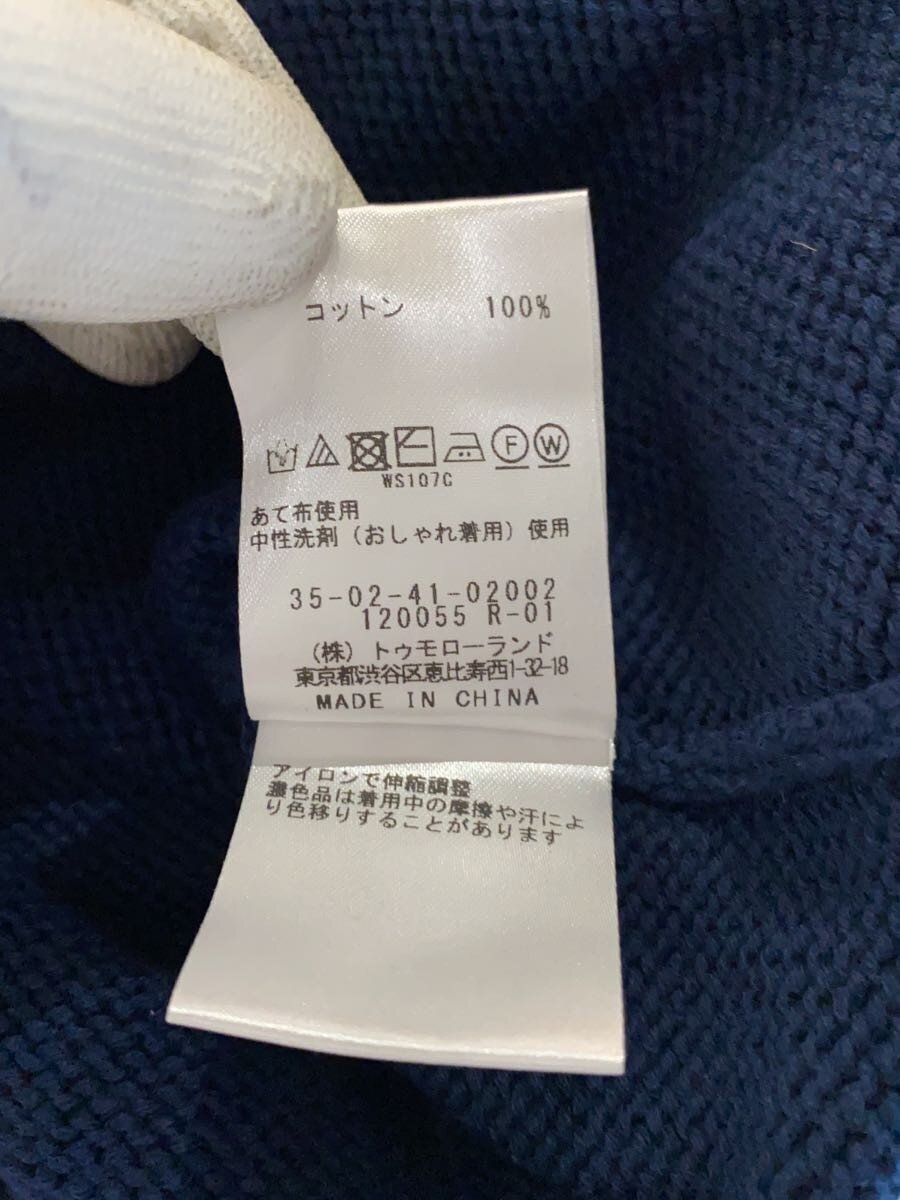 コットン 100%
F W
WS107C
あて布使用
中性洗剤（おしゃれ着用）使用
35-02-41-02002
120055 R-01
（株）トゥモローランド
東京都渋谷区恵比寿西1-32-18
MADE IN CHINA
アイロンで伸縮調整
濃色品は着用中の摩擦や汗によ
り色移りすることがあります